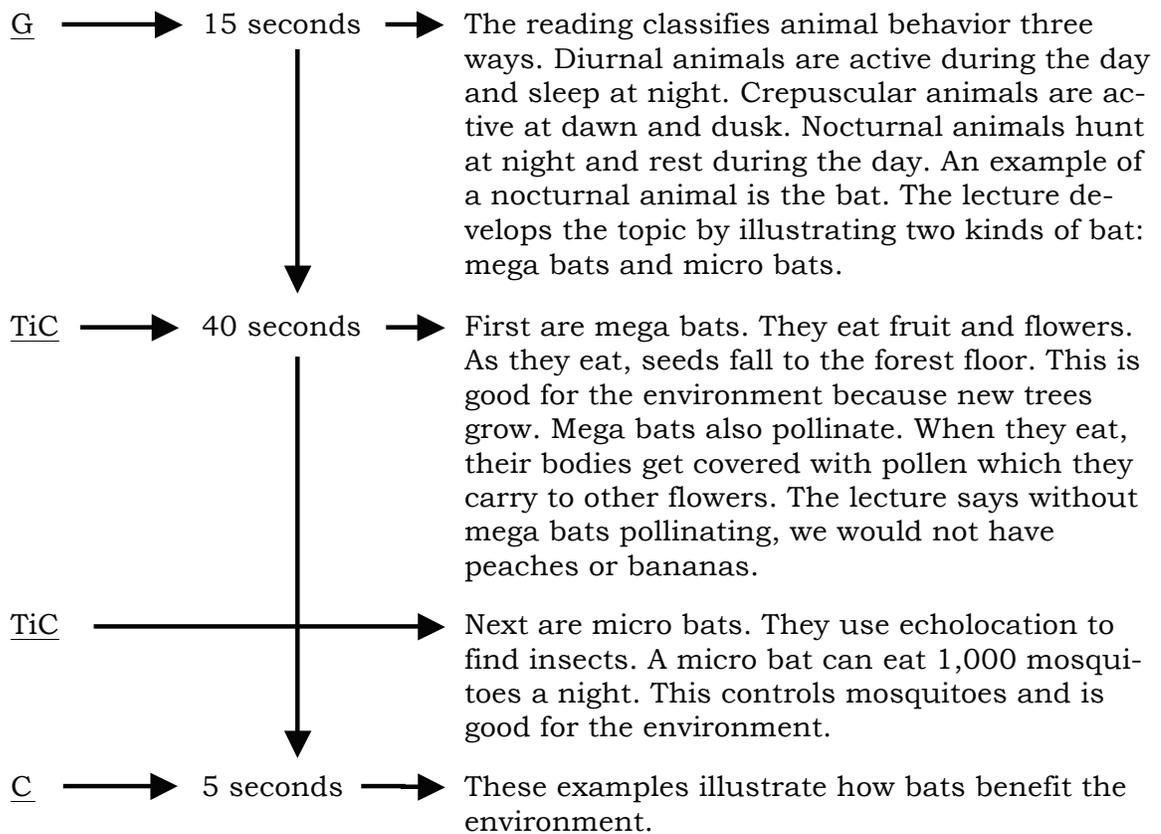 G 15 seconds The reading classifies animal behavior three
ways. Diurnal animals are active during the day
and sleep at night. Crepuscular animals are ac-
tive at dawn and dusk. Nocturnal animals hunt
at night and rest during the day. An example of
a nocturnal animal is the bat. The lecture de-
velops the topic by illustrating two kinds of bat:
mega bats and micro bats.
TiC 40 seconds First are mega bats. They eat fruit and flowers.
As they eat, seeds fall to the forest floor. This is
good for the environment because new trees
grow. Mega bats also pollinate. When they eat,
their bodies get covered with pollen which they
carry to other flowers. The lecture says without
mega bats pollinating, we would not have
peaches or bananas.
TiC Next are micro bats. They use echolocation to
find insects. A micro bat can eat 1,000 mosqui-
toes a night. This controls mosquitoes and is
good for the environment.
C 5 seconds These examples illustrate how bats benefit the
environment.